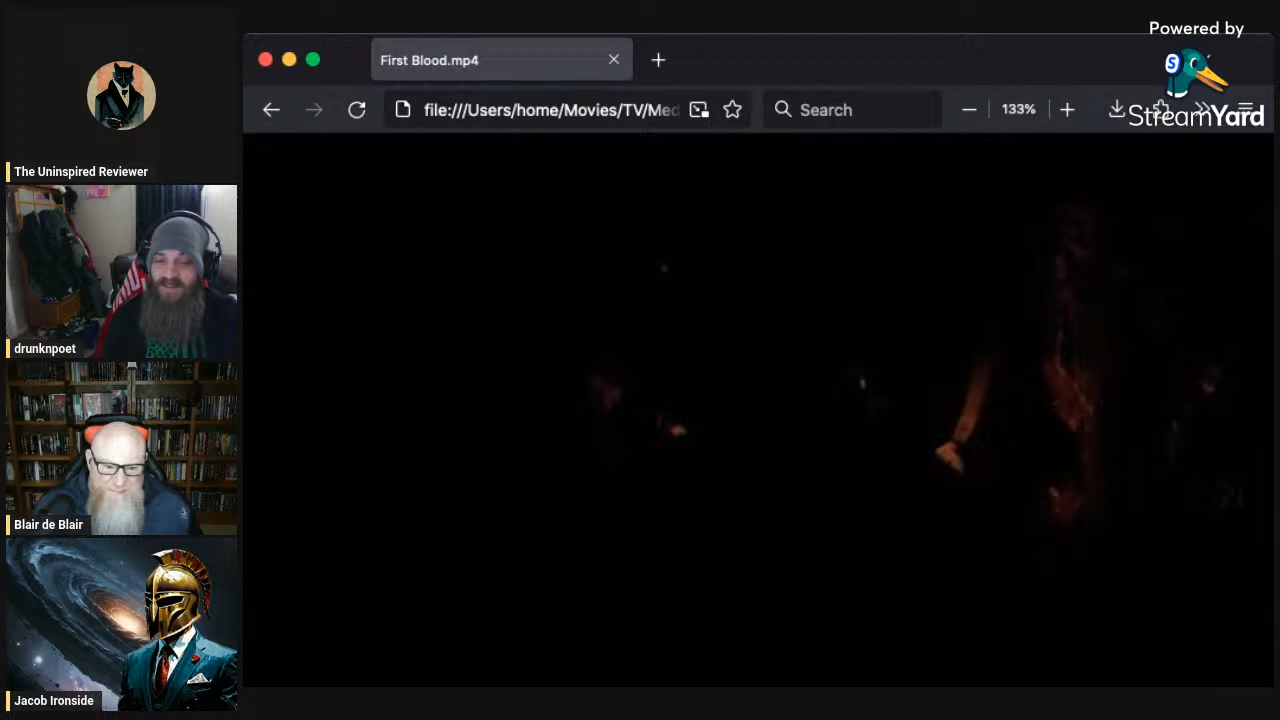 Powered by
StreamYard
First Blood.mp4
file:///Users/home/Movies/TV/Med
Search
133%
The Uninspired Reviewer
drunknpoet
Blair de Blair
Jacob Ironside